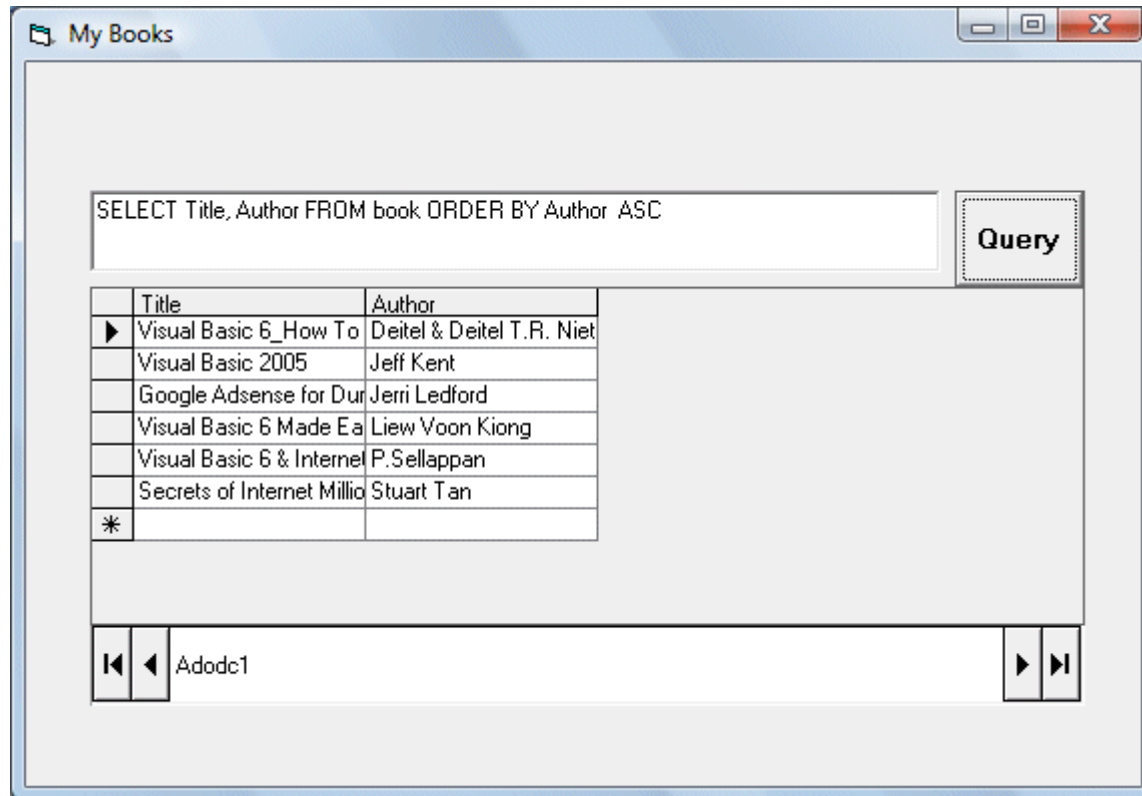 My Books
SELECT Title, Author FROM book ORDER BY Author ASC
Query
Title Author
Visual Basic 6_How To Deitel & Deitel T.R. Niet
Visual Basic 2005 Jeff Kent
Google Adsense for Dur Jerri Ledford
Visual Basic 6 Made Ea Liew Voon Kiong
Visual Basic 6 & Internet P.Sellappan
Secrets of Internet Millio Stuart Tan
Adodc1